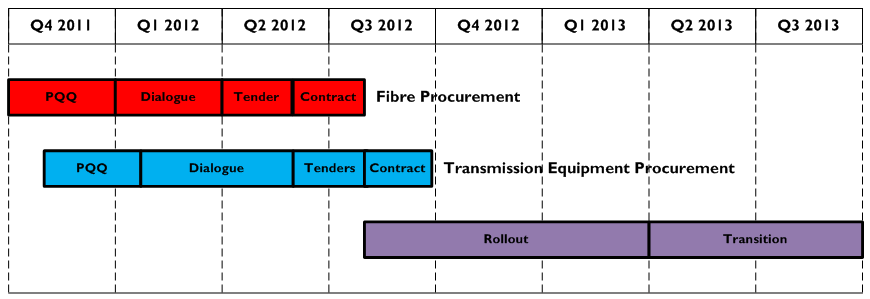 Q4 2011 Q1 2012 Q2 2012 Q3 2012 Q4 2012 Q1 2013 Q2 2013 Q3 2013
PQQ Dialogue Tender Contract Fibre Procurement
PQQ Dialogue Tenders Contract Transmission Equipment Procurement
Rollout Transition